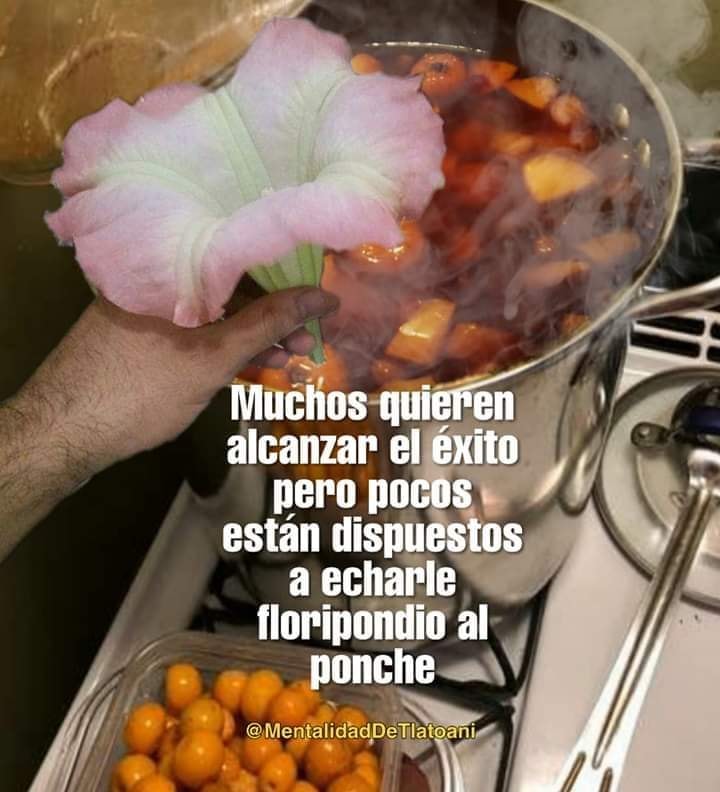 Muchos quieren
alcanzar el éxito
pero pocos
están dispuestos
a echarle
floripondio al
ponche
@MentalidadDeTlatoani